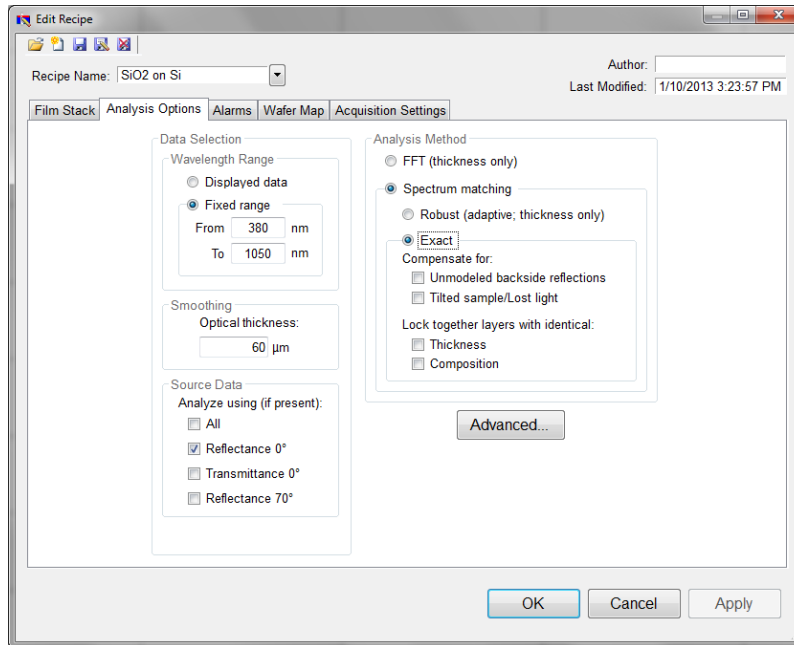 Edit Recipe
Author:
Recipe Name: SiO2 on Si
Last Modified: 1/10/2013 3:23:57 PM
Film Stack Analysis Options Alarms Wafer Map Acquisition Settings
Data Selection
Wavelength Range
Displayed data
Fixed range
From 380 nm
To 1050 nm
Smoothing
Optical thickness:
60 µm
Source Data
Analyze using (if present):
All
Reflectance 0°
Transmittance 0°
Reflectance 70°
Analysis Method
FFT (thickness only)
Spectrum matching
Robust (adaptive; thickness only)
Exact
Compensate for:
Unmodeled backside reflections
Tilted sample/Lost light
Lock together layers with identical:
Thickness
Composition
Advanced...
OK Cancel Apply